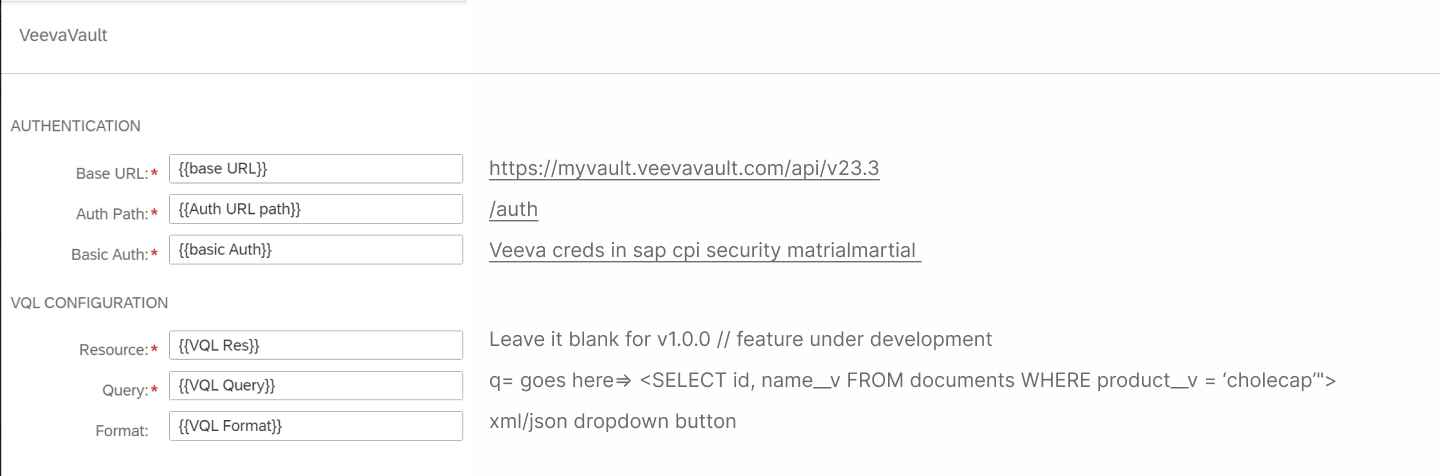 VeevaVault
AUTHENTICATION
Base URL:* {{base URL}} https://myvault.veevavault.com/api/v23.3
Auth Path:* {{Auth URL path}} /auth
Basic Auth:* {{basic Auth}} Veeva creds in sap cpi security matrialmartial
VQL CONFIGURATION
Resource:* {{VQL Res}} Leave it blank for v1.0.0 // feature under development
Query:* {{VQL Query}} q= goes here⇒ <SELECT id, name__v FROM documents WHERE product__v = ‘cholecap’">
Format: {{VQL Format}} xml/json dropdown button